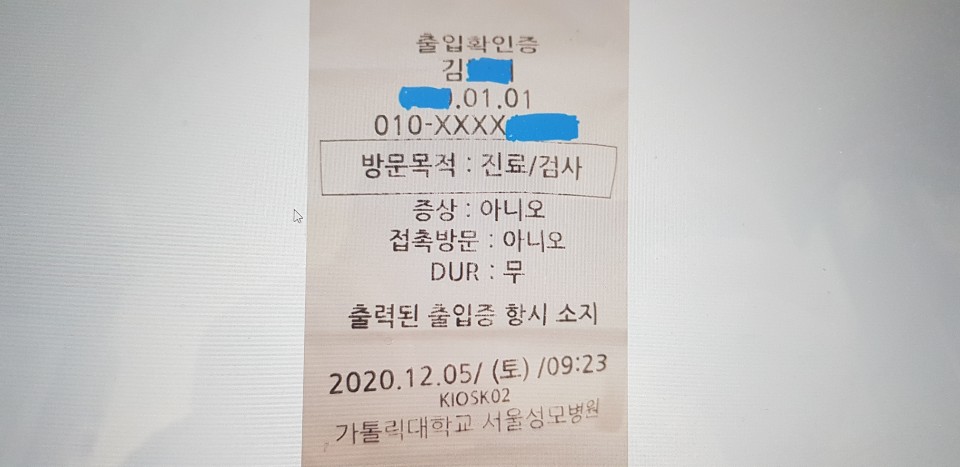 출입확인증
김
.01.01
010-XXXX
방문목적 : 진료/검사
증상 : 아니오
접촉방문 : 아니오
DUR : 무
출력된 출입증 항시 소지
2020.12.05/ (토) /09:23
KIOSK02
가톨릭대학교 서울성모병원